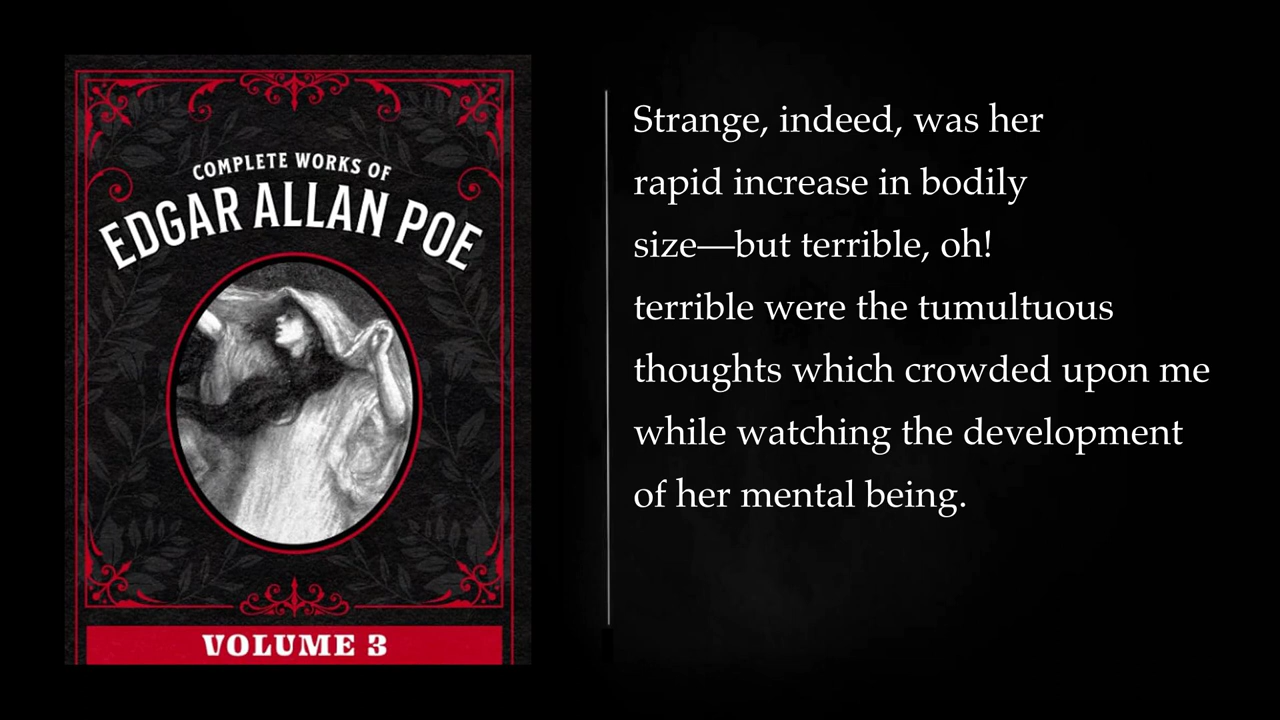 COMPLETE WORKS OF
EDGAR ALLAN POE
VOLUME 3
Strange, indeed, was her
rapid increase in bodily
size—but terrible, oh!
terrible were the tumultuous
thoughts which crowded upon me
while watching the development
of her mental being.